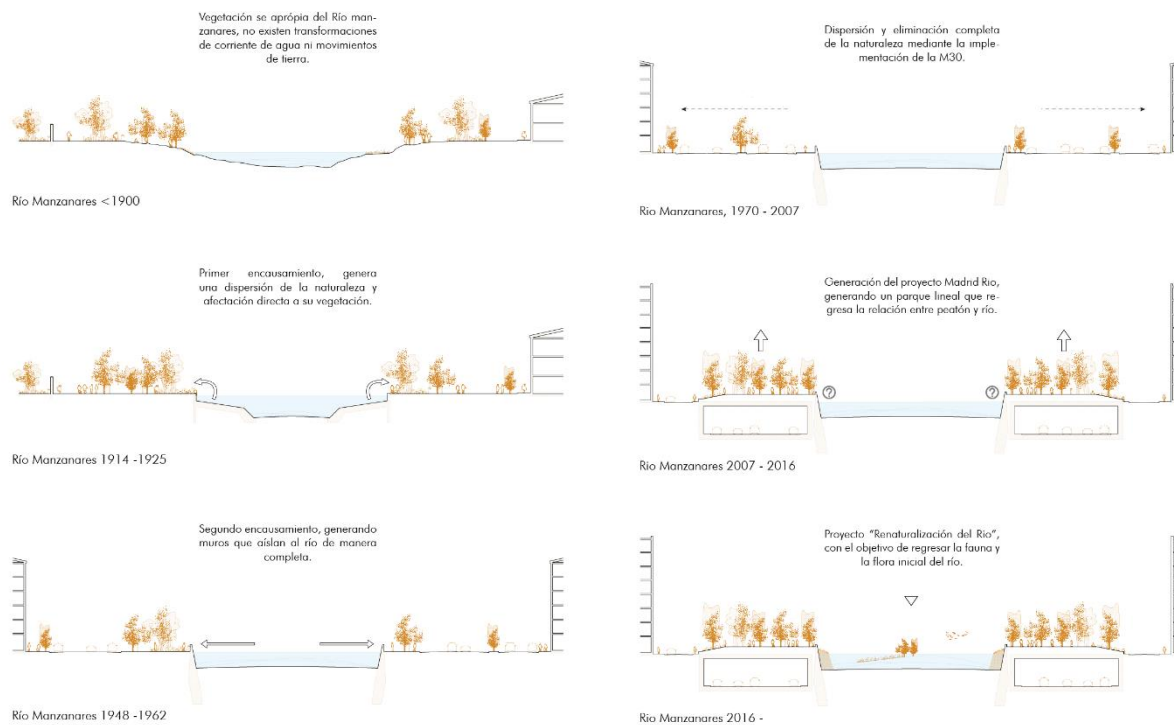 Vegetación se aprópia del Río man-
zanares, no existen transformaciones
de corriente de agua ni movimientos
de tierra.
Río Manzanares <1900
Primer encausamiento, genera
una dispersión de la naturaleza y
afectación directa a su vegetación.
Río Manzanares 1914 -1925
Segundo encausamiento, generando
muros que aíslan al río de manera
completa.
Río Manzanares 1948 -1962
Dispersión y eliminación completa
de la naturaleza mediante la imple-
mentación de la M30.
Rio Manzanares, 1970 - 2007
Generación del proyecto Madrid Rio,
generando un parque lineal que re-
gresa la relación entre peatón y río.
?
?
Rio Manzanares 2007 - 2016
Proyecto “Renaturalización del Rio”,
con el objetivo de regresar la fauna y
la flora inicial del río.
Rio Manzanares 2016 -